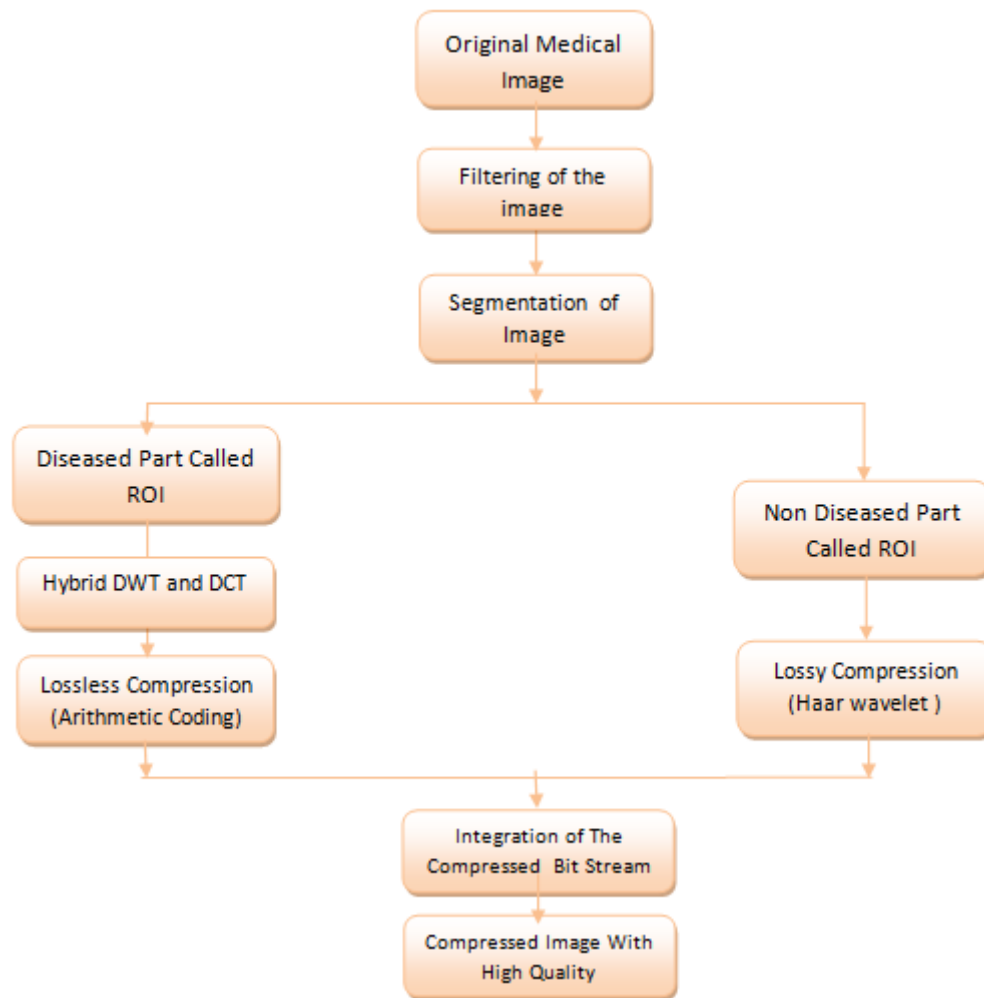 Original Medical
Image
Filtering of the
image
Segmentation of
Image
Diseased Part Called
ROI
Hybrid DWT and DCT
Lossless Compression
(Arithmetic Coding)
Non Diseased Part
Called ROI
Lossy Compression
(Haar wavelet )
Integration of The
Compressed Bit Stream
Compressed Image With
High Quality